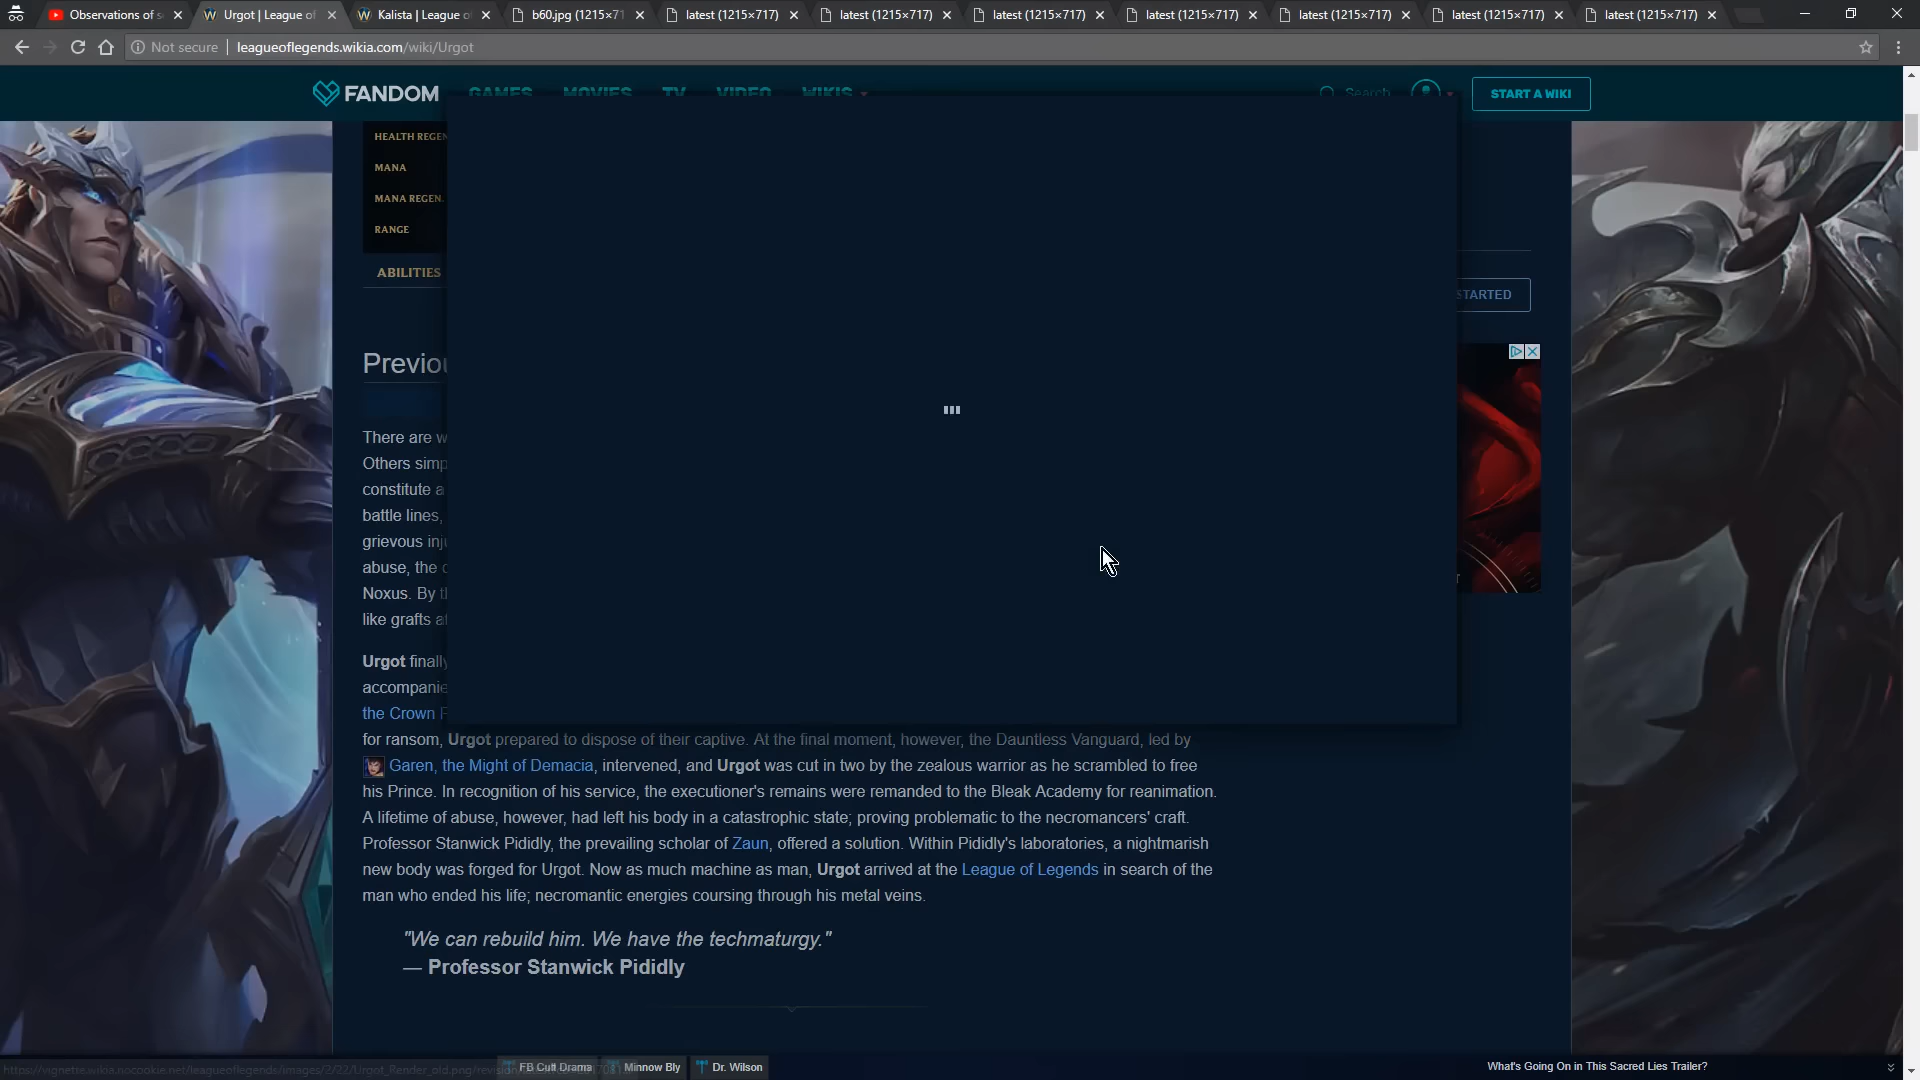 Observations of s
Urgot | League of
Kalista | League o
b60.jpg (1215×71
latest (1215×717)
latest (1215×717)
latest (1215×717)
latest (1215×717)
latest (1215×717)
latest (1215×717)
latest (1215×717)
Not secure
leagueoflegends.wikia.com/wiki/Urgot
FANDOM
GAMES
MOVIES
TV
VIDEO
WIKIS
Search
START A WIKI
HEALTH REGEN
MANA
MANA REGEN.
RANGE
ABILITIES
STARTED
Previou
There are w
Others simp
constitute a
battle lines,
grievous inju
abuse, the c
Noxus. By t
like grafts a
Urgot finally
accompanie
the Crown P
for ransom, Urgot prepared to dispose of their captive. At the final moment, however, the Dauntless Vanguard, led by
Garen, the Might of Demacia, intervened, and Urgot was cut in two by the zealous warrior as he scrambled to free
his Prince. In recognition of his service, the executioner's remains were remanded to the Bleak Academy for reanimation.
A lifetime of abuse, however, had left his body in a catastrophic state; proving problematic to the necromancers' craft.
Professor Stanwick Pididly, the prevailing scholar of Zaun, offered a solution. Within Pididly's laboratories, a nightmarish
new body was forged for Urgot. Now as much machine as man, Urgot arrived at the League of Legends in search of the
man who ended his life; necromantic energies coursing through his metal veins.
"We can rebuild him. We have the techmaturgy."
— Professor Stanwick Pididly
FB Cult Drama
Minnow Bly
Dr. Wilson
What's Going On in This Sacred Lies Trailer?